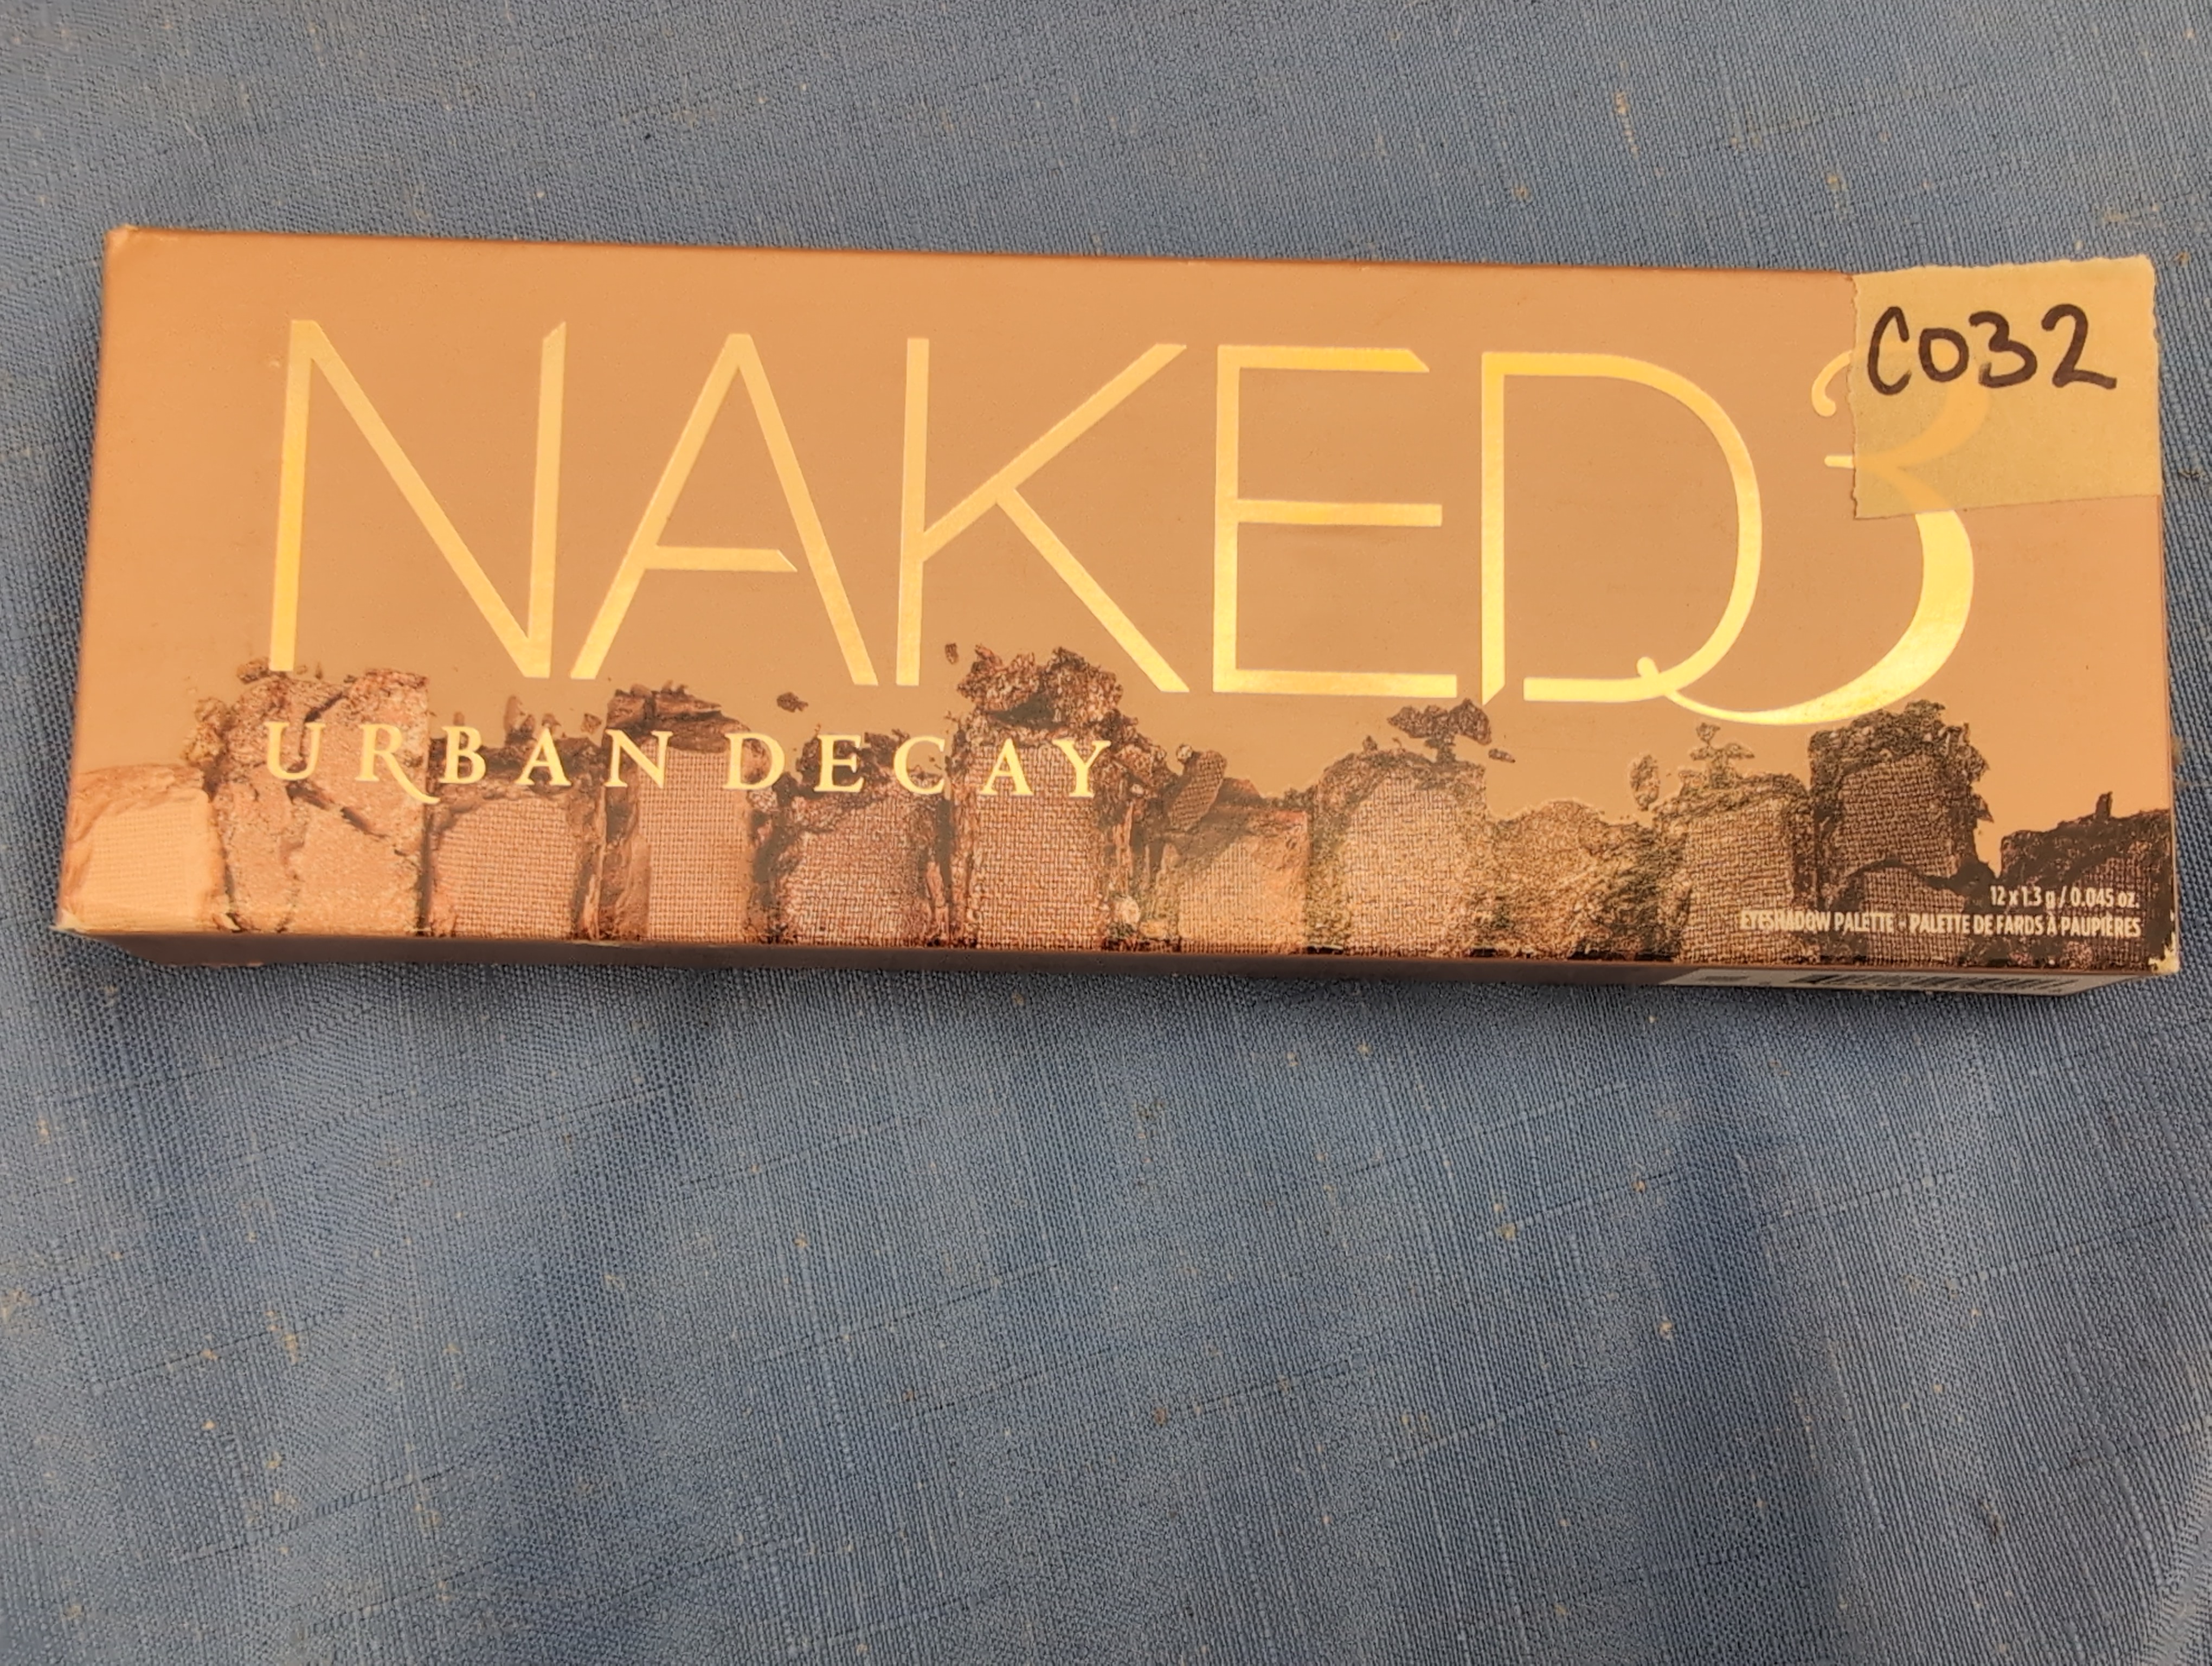 C032
NAKED3
URBAN DECAY
12 x 1.3 g / 0.045 oz.
EYESHADOW PALETTE - PALETTE DE FARDS À PAUPIÈRES